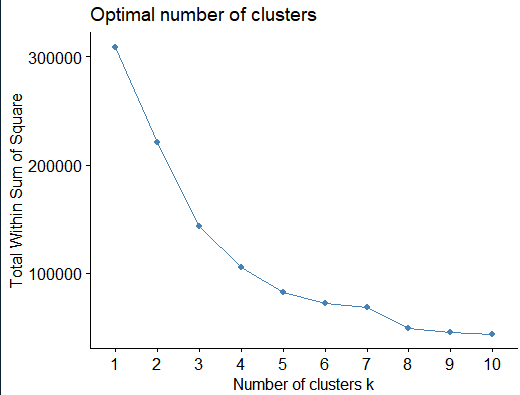 Optimal number of clusters
300000
200000
100000
Total Within Sum of Square
1 2 3 4 5 6 7 8 9 10
Number of clusters k